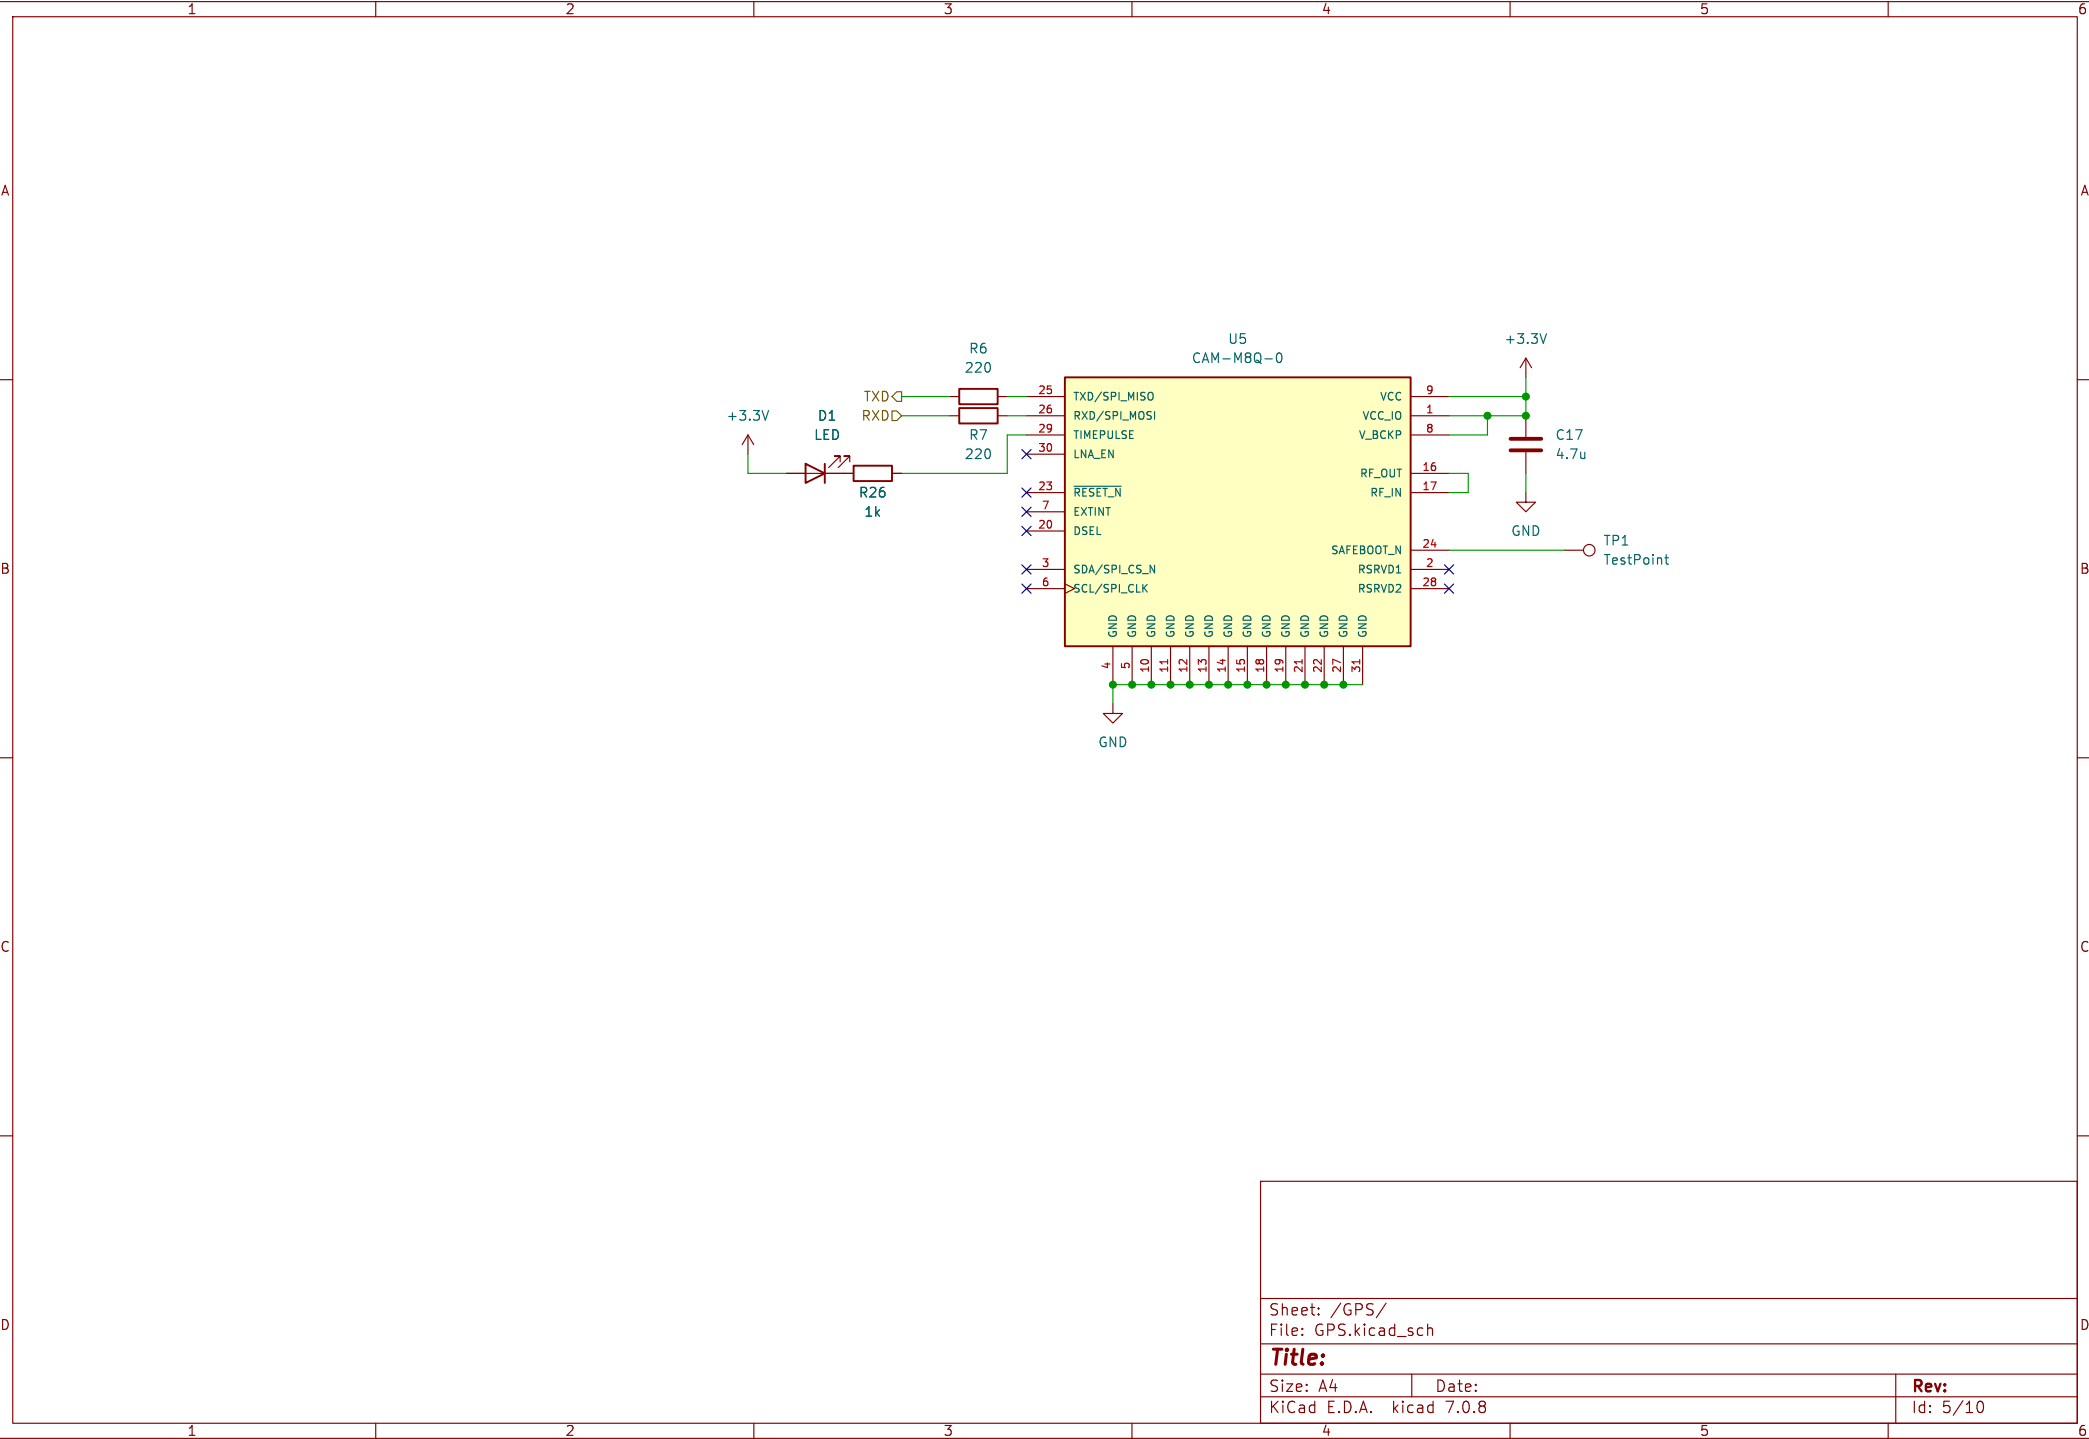 1 2 3 4 5 6
A A
B B
C C
D D
U5
CAM-M8Q-0
+3.3V
R6
220
TXD
RXD
R7
220
+3.3V
D1
LED
R26
1k
25 TXD/SPI_MISO
26 RXD/SPI_MOSI
29 TIMEPULSE
30 LNA_EN
23 RESET_N
7 EXTINT
20 DSEL
3 SDA/SPI_CS_N
6 SCL/SPI_CLK
VCC 9
VCC_IO 1
V_BCKP 8
RF_OUT 16
RF_IN 17
SAFEBOOT_N 24
RSRVD1 2
RSRVD2 28
C17
4.7u
GND
TP1
TestPoint
GND GND GND GND GND GND GND GND GND GND GND GND GND GND
4 5 10 11 12 13 14 15 18 19 21 22 27 31
GND
Sheet: /GPS/
File: GPS.kicad_sch
Title:
Size: A4 Date: Rev:
KiCad E.D.A. kicad 7.0.8 Id: 5/10
1 2 3 4 5 6